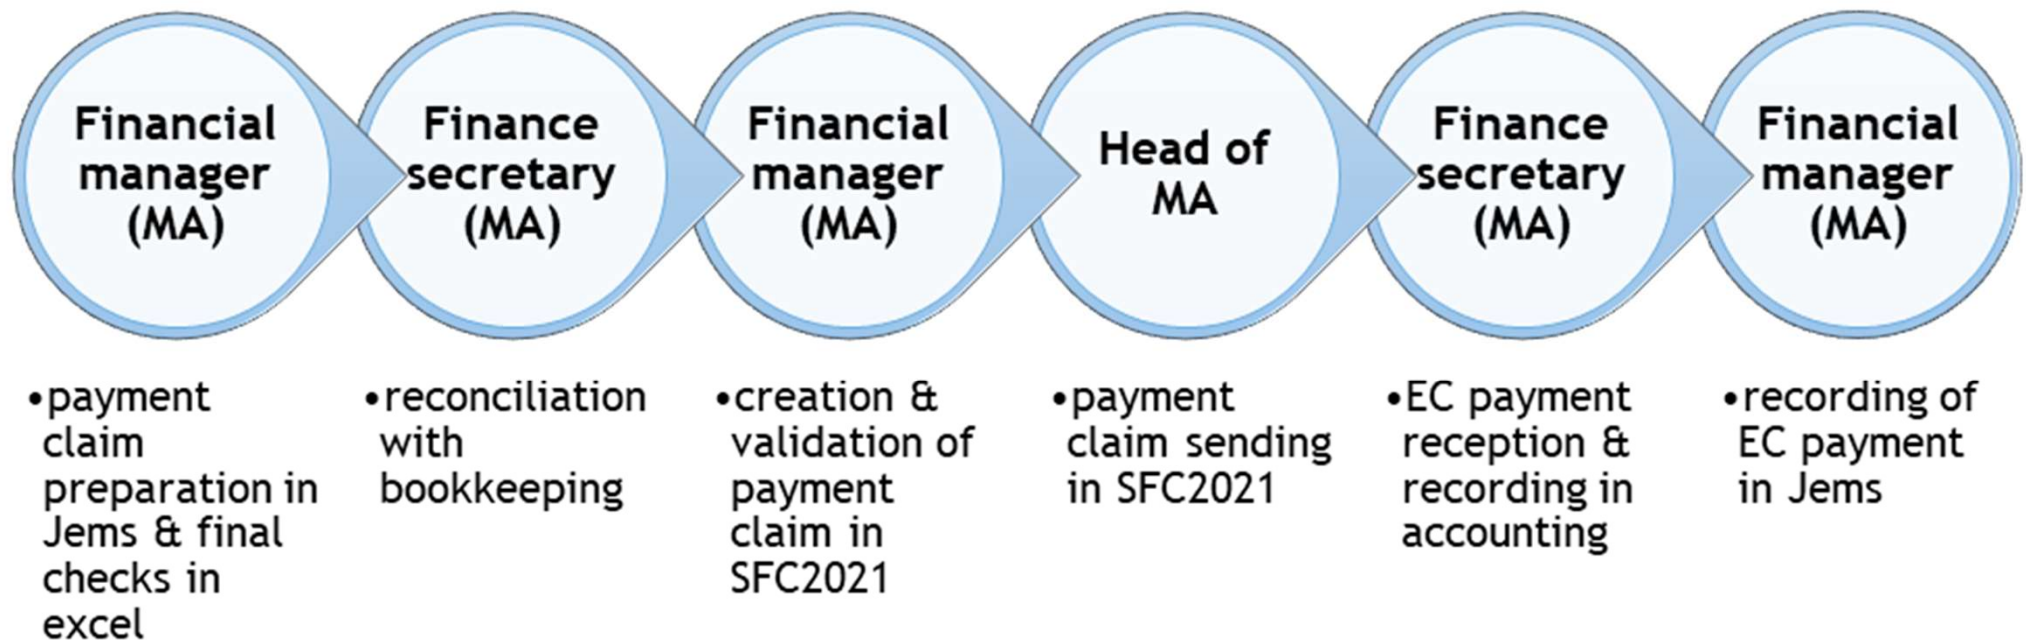 Financial
manager
(MA)
Finance
secretary
(MA)
Financial
manager
(MA)
Head of
MA
Finance
secretary
(MA)
Financial
manager
(MA)
•payment
claim
preparation in
Jems & final
checks in
excel
•reconciliation
with
bookkeeping
•creation &
validation of
payment
claim in
SFC2021
•payment
claim sending
in SFC2021
•EC payment
reception &
recording in
accounting
•recording of
EC payment
in Jems